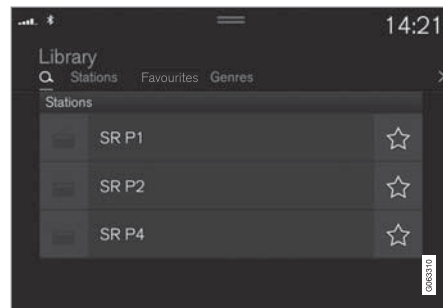 14:21
Library
Stations Favourites Genres
Stations
SR P1
SR P2
SR P4
G063310